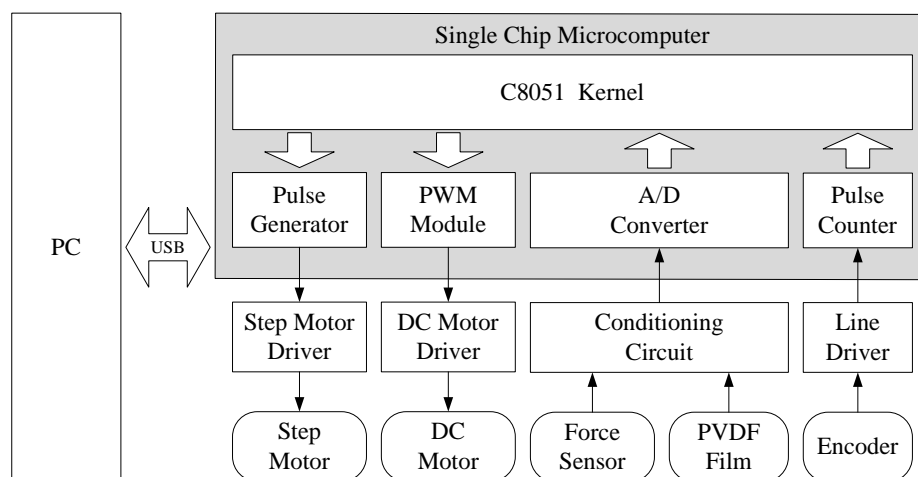 Single Chip Microcomputer
C8051 Kernel
Pulse
Generator
PWM
Module
A/D
Converter
Pulse
Counter
PC
USB
Step Motor
Driver
DC Motor
Driver
Conditioning
Circuit
Line
Driver
Step
Motor
DC
Motor
Force
Sensor
PVDF
Film
Encoder